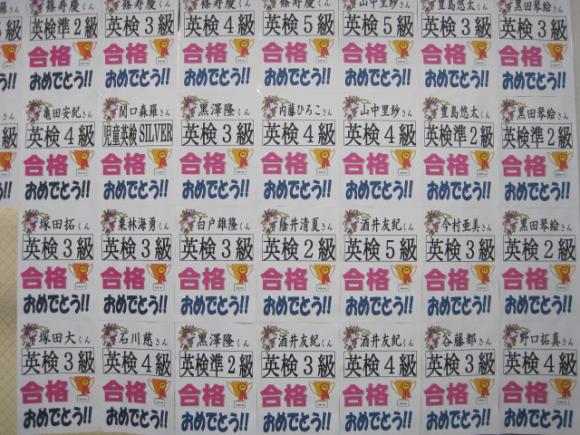 篠寿慶くん 篠寿慶くん 篠寿慶くん 山中里紗さん 豊島悠太くん 黒田琴絵さん
英検準2級 英検3級 英検4級 英検5級 英検5級 英検準2級 英検3級
合格 合格 合格 合格 合格 合格 合格
おめでとう!! おめでとう!! おめでとう!! おめでとう!! おめでとう!! おめでとう!! おめでとう!!
亀田安紀さん 関口森羅くん 黒澤隆くん 内藤ひろこさん 山中里紗さん 豊島悠太くん 黒田琴絵さん
英検4級 児童英検SILVER 英検3級 英検4級 英検4級 英検準2級 英検準2級
合格 合格 合格 合格 合格 合格 合格
おめでとう!! おめでとう!! おめでとう!! おめでとう!! おめでとう!! おめでとう!! おめでとう!!
塚田拓くん 栗林海勇くん 白戸雄隆くん 陰井清夏さん 酒井友紀くん 今村亜美さん 黒田琴絵さん
英検3級 英検3級 英検3級 英検2級 英検5級 英検3級 英検2級
合格 合格 合格 合格 合格 合格 合格
おめでとう!! おめでとう!! おめでとう!! おめでとう!! おめでとう!! おめでとう!! おめでとう!!
塚田大くん 石川慈さん 黒澤隆くん 酒井友紀くん 酒井友紀くん 谷藤都さん 野口拓真くん
英検3級 英検4級 英検準2級 英検3級 英検4級 英検3級 英検4級
合格 合格 合格 合格 合格 合格 合格
おめでとう!! おめでとう!! おめでとう!! おめでとう!! おめでとう!! おめでとう!! おめでとう!!